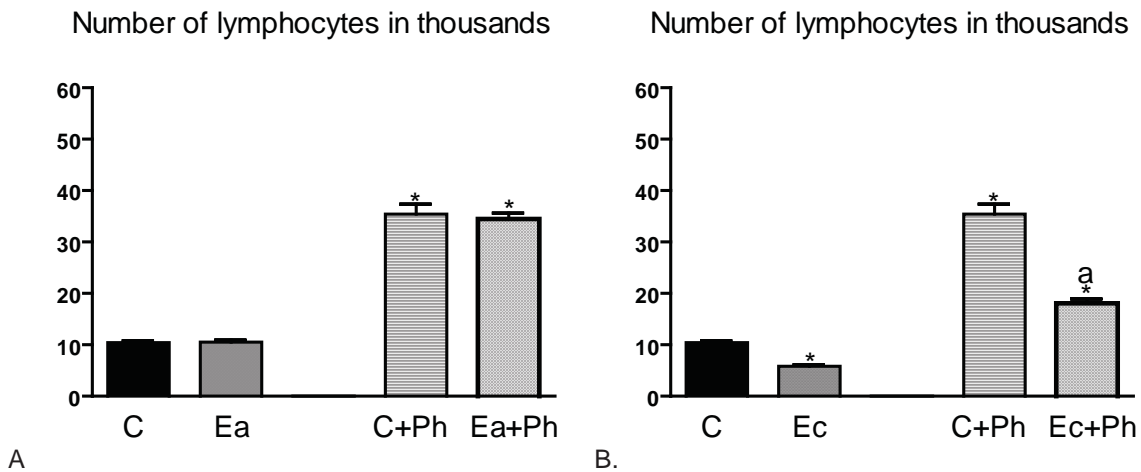 Number of lymphocytes in thousands
60
50
40
30
20
10
0
*
*
C
Ea
C+Ph
Ea+Ph
A
Number of lymphocytes in thousands
60
50
40
30
20
10
0
*
*
a
*
C
Ec
C+Ph
Ec+Ph
B.